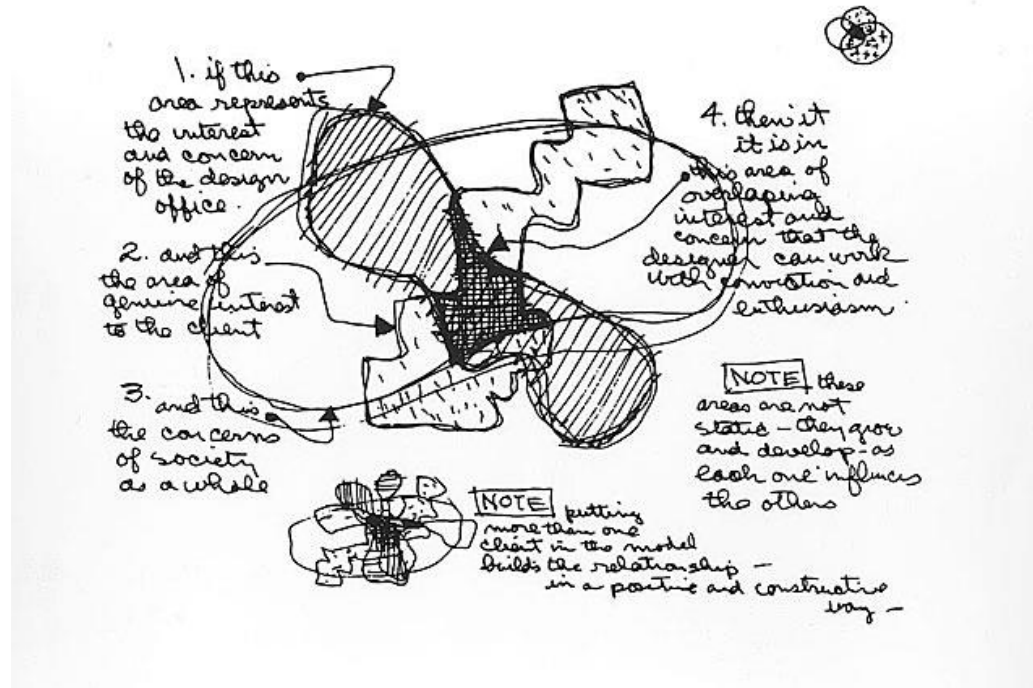 1. if this
area represents
the interest
and concern
of the design
office.
2. and this
the area of
genuine interest
to the client
3. and this
the concerns
of society
as a whole
4. then it
it is in
this area of
overlaping
interest and
concern that the
designer can work
with conviction and
enthusiasm
NOTE these
areas are not
static – they grow
and develop – as
each one influences
the others
NOTE putting
more than one
client in the model
builds the relationship –
in a positive and constructive
way –